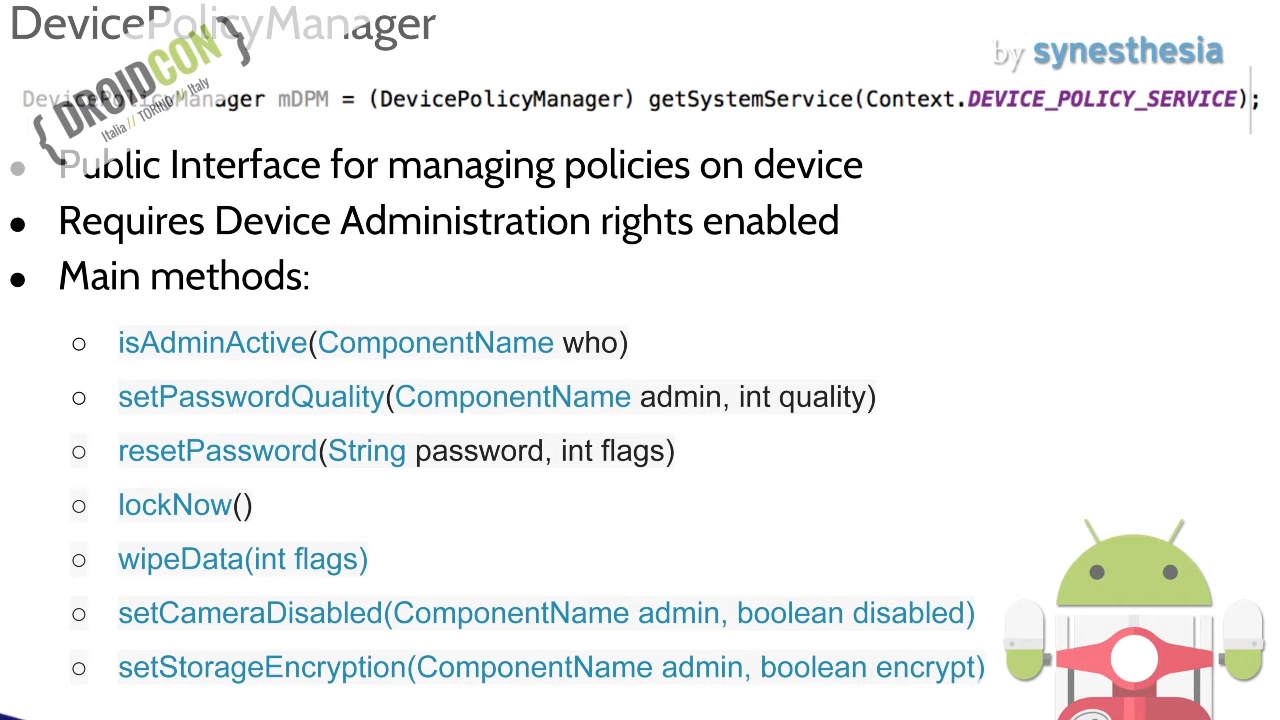 DevicePolicyManager
by synesthesia
{ DROIDCON }
Italia // TORINO // Italy
DevicePolicyManager mDPM = (DevicePolicyManager) getSystemService(Context.DEVICE_POLICY_SERVICE);
● Public Interface for managing policies on device
● Requires Device Administration rights enabled
● Main methods:
○ isAdminActive(ComponentName who)
○ setPasswordQuality(ComponentName admin, int quality)
○ resetPassword(String password, int flags)
○ lockNow()
○ wipeData(int flags)
○ setCameraDisabled(ComponentName admin, boolean disabled)
○ setStorageEncryption(ComponentName admin, boolean encrypt)